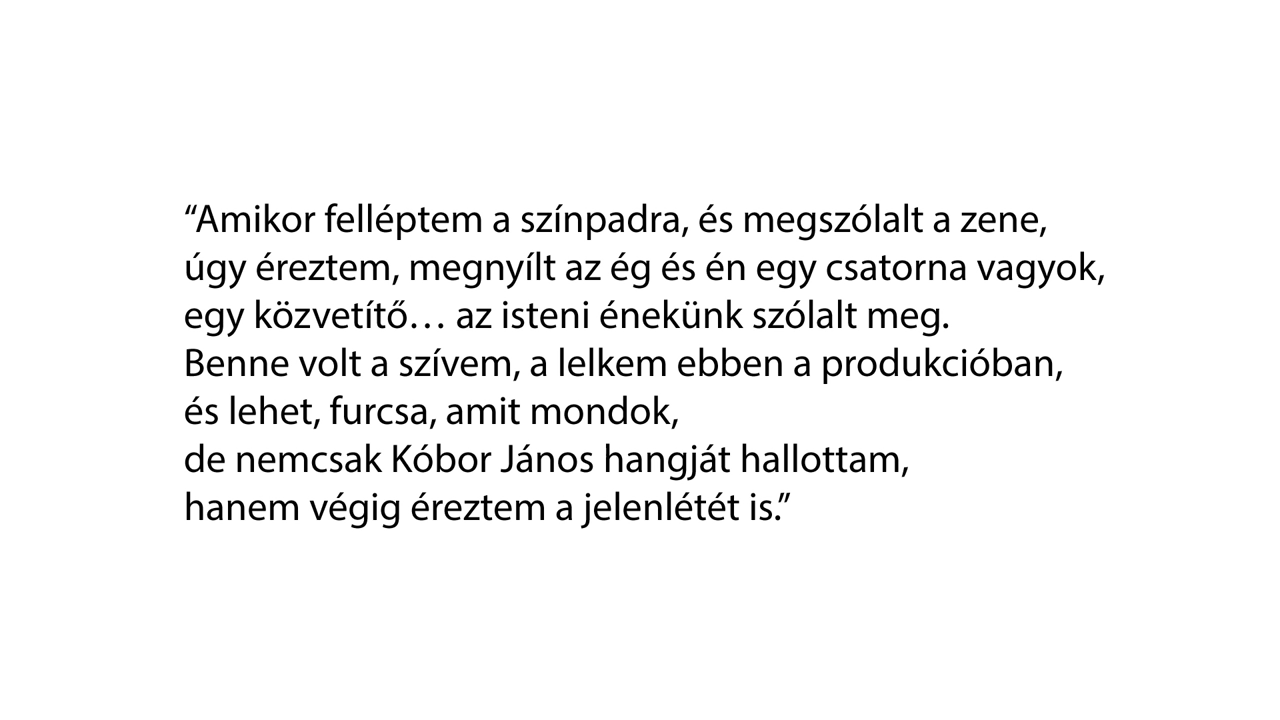 “Amikor felléptem a színpadra, és megszólalt a zene,
úgy éreztem, megnyílt az ég és én egy csatorna vagyok,
egy közvetítő… az isteni énekünk szólalt meg.
Benne volt a szívem, a lelkem ebben a produkcióban,
és lehet, furcsa, amit mondok,
de nemcsak Kóbor János hangját hallottam,
hanem végig éreztem a jelenlétét is.”